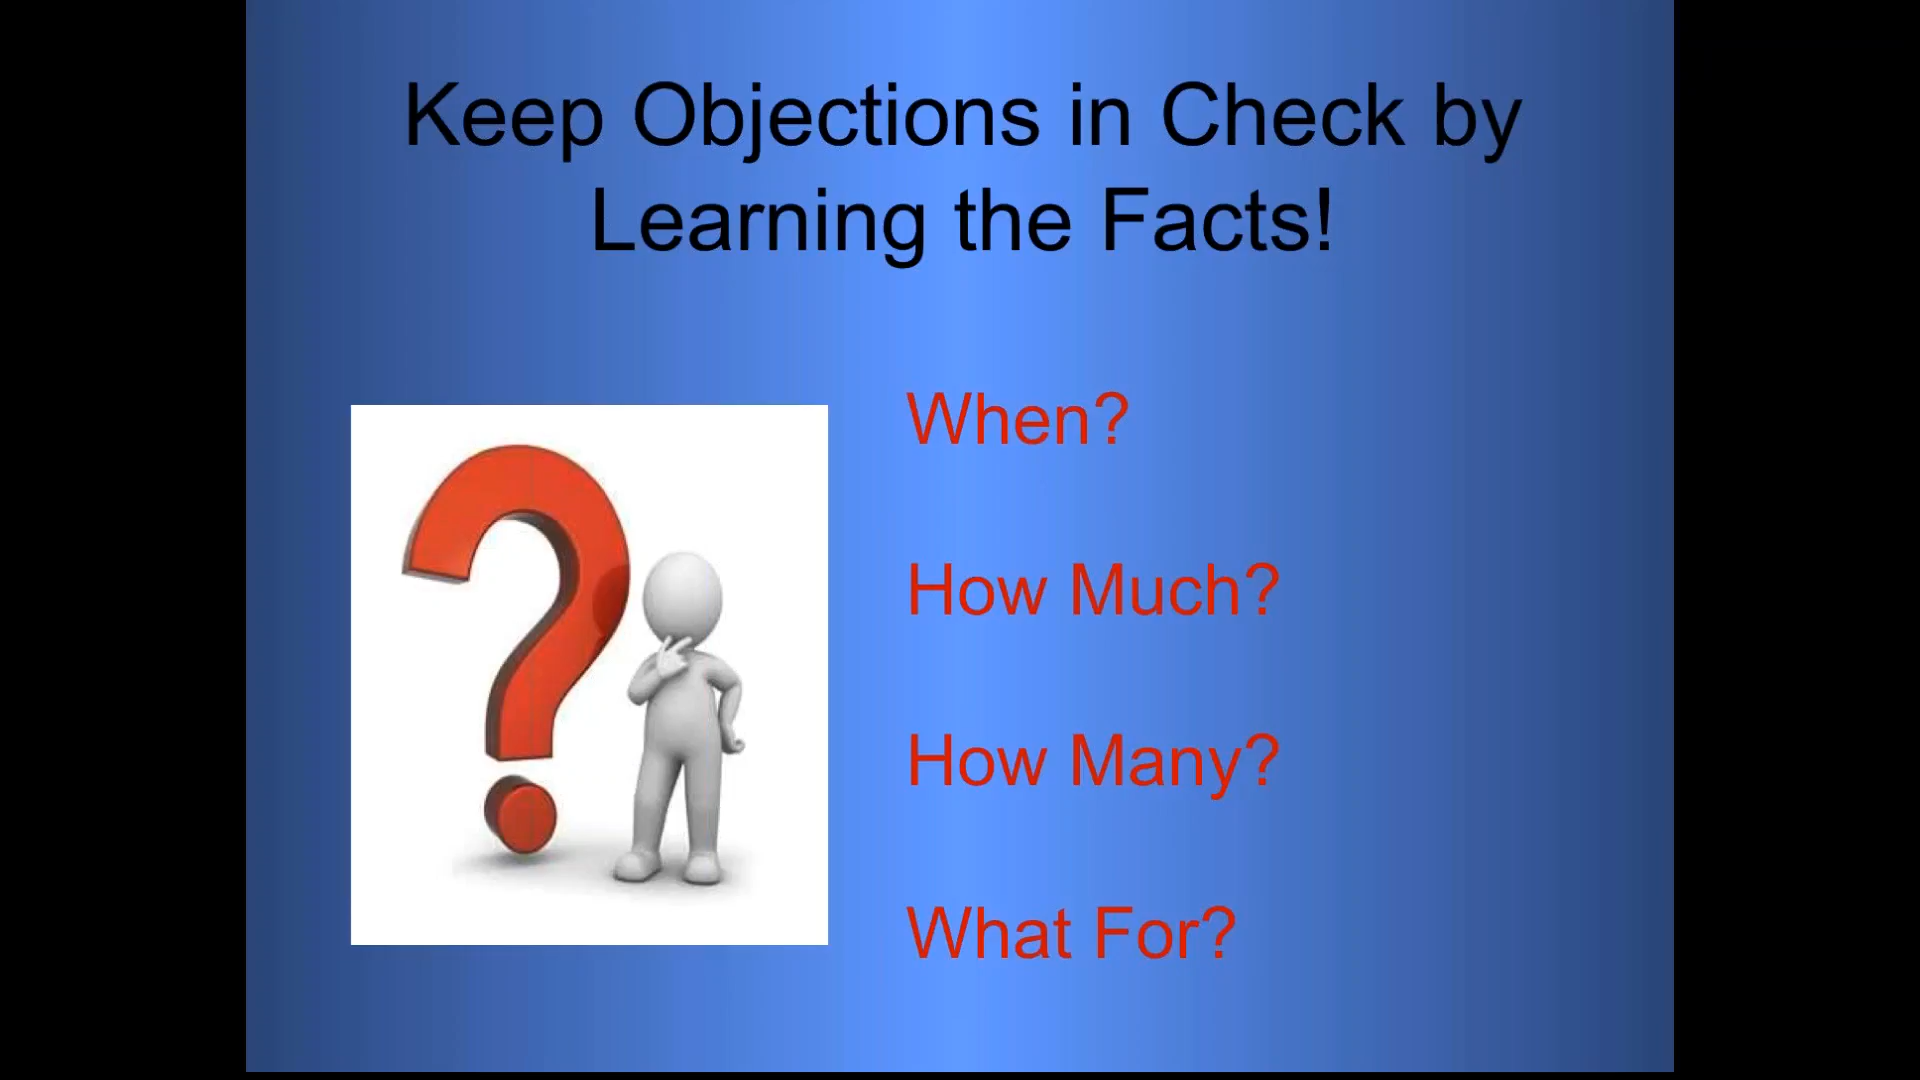 Keep Objections in Check by
Learning the Facts!
When?
How Much?
How Many?
What For?